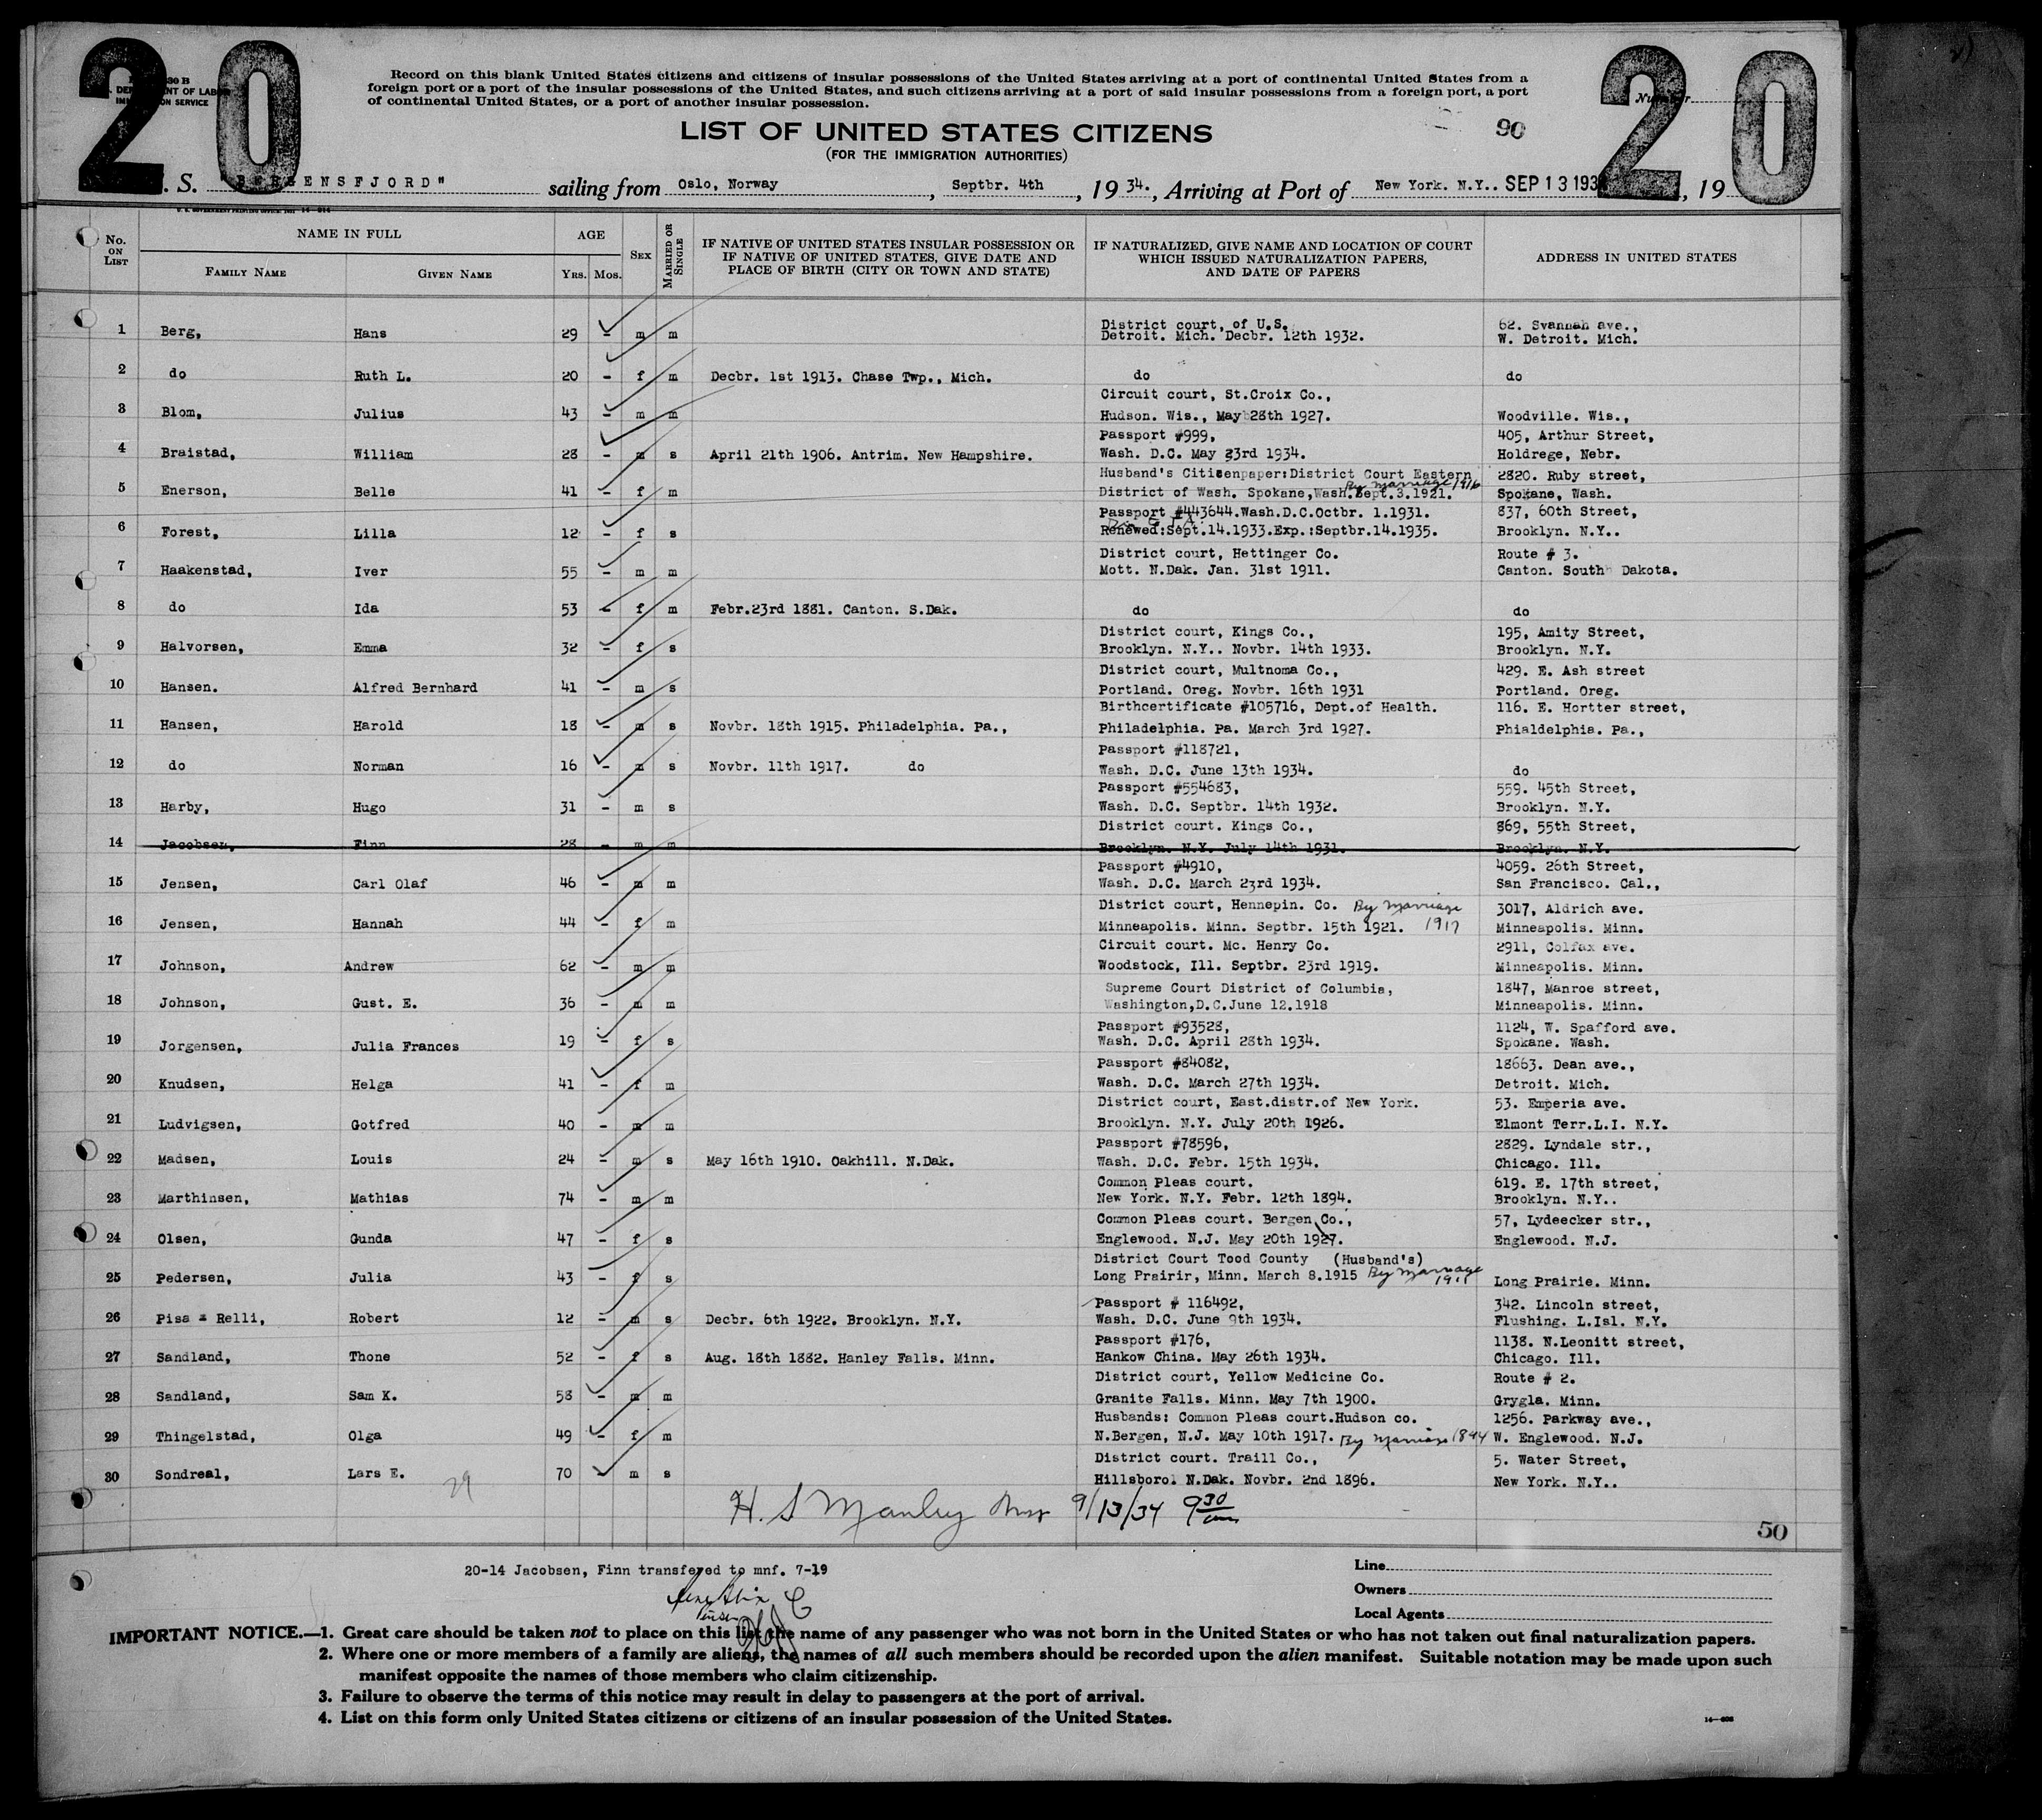 20
20
30 B
DEPARTMENT OF LABOR
IMMIGRATION SERVICE
Record on this blank United States citizens and citizens of insular possessions of the United States arriving at a port of continental United States from a
foreign port or a port of the insular possessions of the United States, and such citizens arriving at a port of said insular possessions from a foreign port, a port
of continental United States, or a port of another insular possession.
Number
LIST OF UNITED STATES CITIZENS
90
(FOR THE IMMIGRATION AUTHORITIES)
S. S. "BERGENSFJORD" sailing from Oslo, Norway, Septbr. 4th, 1934., Arriving at Port of New York. N.Y.. SEP 13 193, 19
U. S. GOVERNMENT PRINTING OFFICE: 14—814
No. ON LIST NAME IN FULL AGE SEX MARRIED OR SINGLE IF NATIVE OF UNITED STATES INSULAR POSSESSION OR IF NATIVE OF UNITED STATES, GIVE DATE AND PLACE OF BIRTH (CITY OR TOWN AND STATE) IF NATURALIZED, GIVE NAME AND LOCATION OF COURT WHICH ISSUED NATURALIZATION PAPERS, AND DATE OF PAPERS ADDRESS IN UNITED STATES
FAMILY NAME GIVEN NAME YRS. MOS.
District court, of U.S. 62. Svannah ave.,
1 Berg, Hans 29 - m m Detroit. Mich. Decbr. 12th 1932. W. Detroit. Mich.
2 do Ruth L. 20 - f m Decbr. 1st 1913. Chase Twp., Mich. do do
Circuit court, St.Croix Co.,
3 Blom, Julius 43 - m m Hudson. Wis., May 28th 1927. Woodville. Wis.,
Passport #999, 405, Arthur Street,
4 Braistad, William 28 - m s April 21th 1906. Antrim. New Hampshire. Wash. D.C. May 23rd 1934. Holdrege, Nebr.
Husband's Citizenpaper:District Court Eastern 2820. Ruby street,
By marriage 1916
5 Enerson, Belle 41 - f m District of Wash. Spokane,Wash.Sept.3.1921. Spokane, Wash.
Passport #443644.Wash.D.C.Octbr. 1.1931. 837, 60th Street,
6 Forest, Lilla 12 - f s Renewed:Sept.14.1933.Exp.:Septbr.14.1935. Brooklyn. N.Y..
District court, Hettinger Co. Route # 3.
7 Haakenstad, Iver 55 - m m Mott. N.Dak. Jan. 31st 1911. Canton. South Dakota.
8 do Ida 53 - f m Febr.23rd 1881. Canton. S.Dak. do do
District court, Kings Co., 195, Amity Street,
9 Halvorsen, Emma 32 - f s Brooklyn. N.Y.. Novbr. 14th 1933. Brooklyn. N.Y.
District court, Multnoma Co., 429. E. Ash street
10 Hansen. Alfred Bernhard 41 - m s Portland. Oreg. Novbr. 16th 1931 Portland. Oreg.
Birthcertificate #105716, Dept.of Health. 116. E. Hortter street,
11 Hansen, Harold 18 - m s Novbr. 18th 1915. Philadelphia. Pa., Philadelphia. Pa. March 3rd 1927. Phialdelphia. Pa.,
Passport #118721,
12 do Norman 16 - m s Novbr. 11th 1917. do Wash. D.C. June 13th 1934. do
Passport #554683, 559. 45th Street,
13 Harby, Hugo 31 - m s Wash. D.C. Septbr. 14th 1932. Brooklyn. N.Y.
District court. Kings Co., 869, 55th Street,
14 Jacobsen, Finn 28 - m m Brooklyn. N.Y. July 14th 1931. Brooklyn. N.Y.
Passport #4910, 4059. 26th Street,
15 Jensen, Carl Olaf 46 - m m Wash. D.C. March 23rd 1934. San Francisco. Cal.,
District court, Hennepin. Co. By marriage 3017, Aldrich ave.
16 Jensen, Hannah 44 - f m Minneapolis. Minn. Septbr. 15th 1921. 1917 Minneapolis. Minn.
Circuit court. Mc. Henry Co. 2911, Colfax ave.
17 Johnson, Andrew 62 - m m Woodstock, Ill. Septbr. 23rd 1919. Minneapolis. Minn.
Supreme Court District of Columbia, 1847, Manroe street,
18 Johnson, Gust. E. 36 - m m Washington,D.C.June 12.1918 Minneapolis. Minn.
Passport #93528, 1124, W. Spafford ave.
19 Jorgensen, Julia Frances 19 - f s Wash. D.C. April 28th 1934. Spokane. Wash.
Passport #84082, 18663. Dean ave.,
20 Knudsen, Helga 41 - f m Wash. D.C. March 27th 1934. Detroit. Mich.
District court, East.distr.of New York. 53. Emperia ave.
21 Ludvigsen, Gotfred 40 - m m Brooklyn. N.Y. July 20th 1926. Elmont Terr.L.I. N.Y.
Passport #78596, 2829. Lyndale str.,
22 Madsen, Louis 24 - m s May 16th 1910. Oakhill. N.Dak. Wash. D.C. Febr. 15th 1934. Chicago. Ill.
Common Pleas court. 619. E. 17th street,
23 Marthinsen, Mathias 74 - m m New York. N.Y. Febr. 12th 1894. Brooklyn. N.Y..
Common Pleas court. Bergen Co., 57, Lydeecker str.,
24 Olsen, Gunda 47 - f s Englewood. N.J. May 20th 1927. Englewood. N.J.
District Court Tood County (Husband's)
25 Pedersen, Julia 43 - f s Long Prairir, Minn. March 8.1915 By marriage 1911 Long Prairie. Minn.
Passport # 116492, 342. Lincoln street,
26 Pisa - Relli, Robert 12 - m s Decbr. 6th 1922. Brooklyn. N.Y. Wash. D.C. June 9th 1934. Flushing. L.Isl. N.Y.
Passport #176, 1138. N.Leonitt street,
27 Sandland, Thone 52 - f s Aug. 18th 1882. Hanley Falls. Minn. Hankow China. May 26th 1934. Chicago. Ill.
District court, Yellow Medicine Co. Route # 2.
28 Sandland, Sam K. 58 - m m Granite Falls. Minn. May 7th 1900. Grygla. Minn.
Husbands: Common Pleas court.Hudson co. 1256. Parkway ave.,
29 Thingelstad, Olga 49 - f m N.Bergen, N.J. May 10th 1917. By marriage W. Englewood. N.J.
District court. Traill Co., 5. Water Street,
30 Sondreal, Lars E. 70 - m s Hillsboro. N.Dak. Novbr. 2nd 1896. New York. N.Y..
29
H. S Manley Insp 9/13/34 9 30 am
50
20-14 Jacobsen, Finn transfered to mnf. 7-19
Line
Owners
Local Agents
IMPORTANT NOTICE.—1. Great care should be taken not to place on this list the name of any passenger who was not born in the United States or who has not taken out final naturalization papers.
2. Where one or more members of a family are aliens, the names of all such members should be recorded upon the alien manifest. Suitable notation may be made upon such
manifest opposite the names of those members who claim citizenship.
3. Failure to observe the terms of this notice may result in delay to passengers at the port of arrival.
4. List on this form only United States citizens or citizens of an insular possession of the United States.